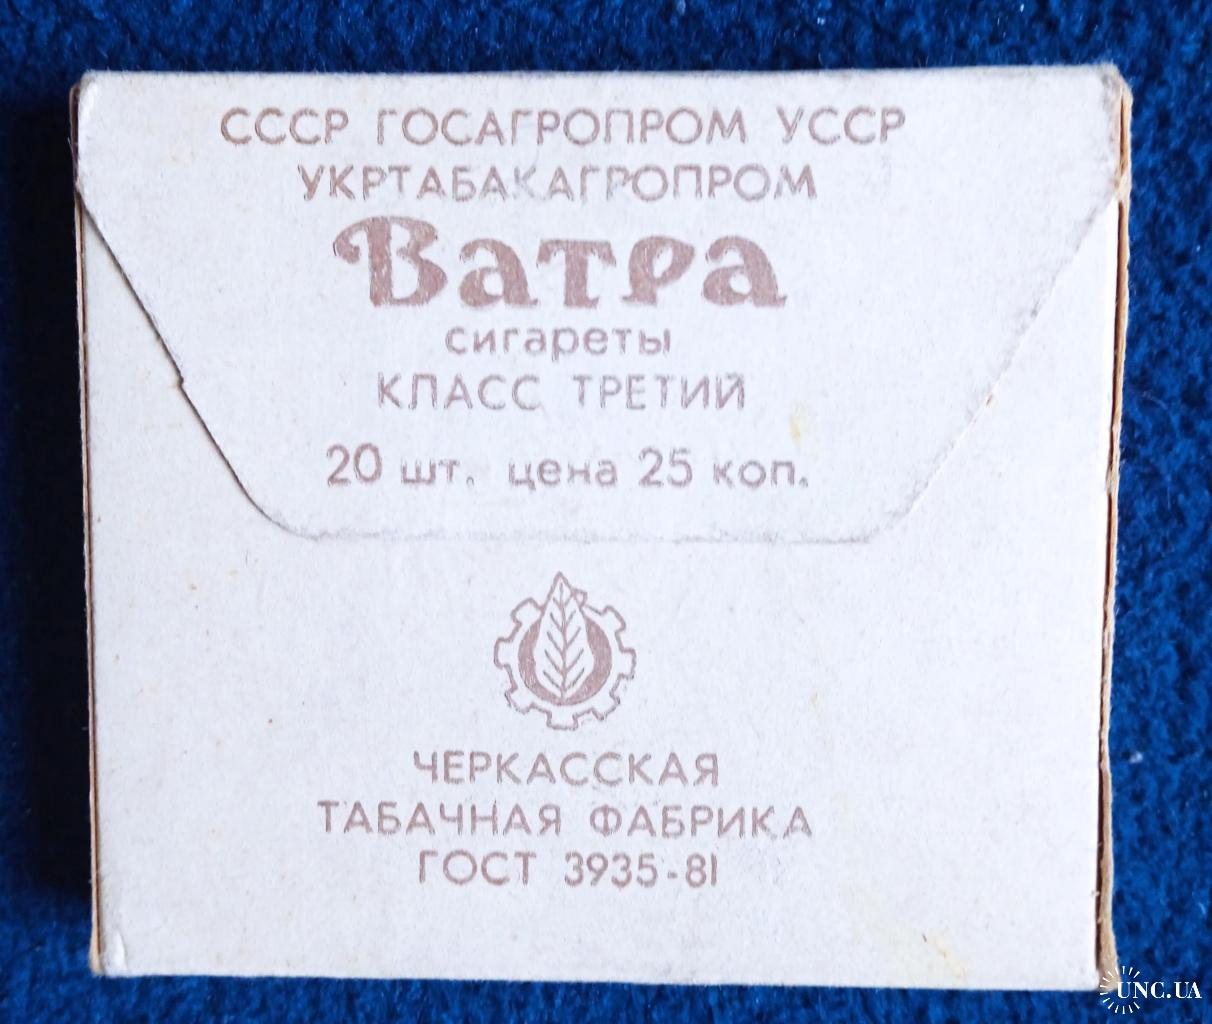 СССР ГОСАГРОПРОМ УССР
УКРТАБАКАГРОПРОМ
Ватра
сигареты
КЛАСС ТРЕТИЙ
20 шт. цена 25 коп.
ЧЕРКАССКАЯ
ТАБАЧНАЯ ФАБРИКА
ГОСТ 3935-81
UNC.UA